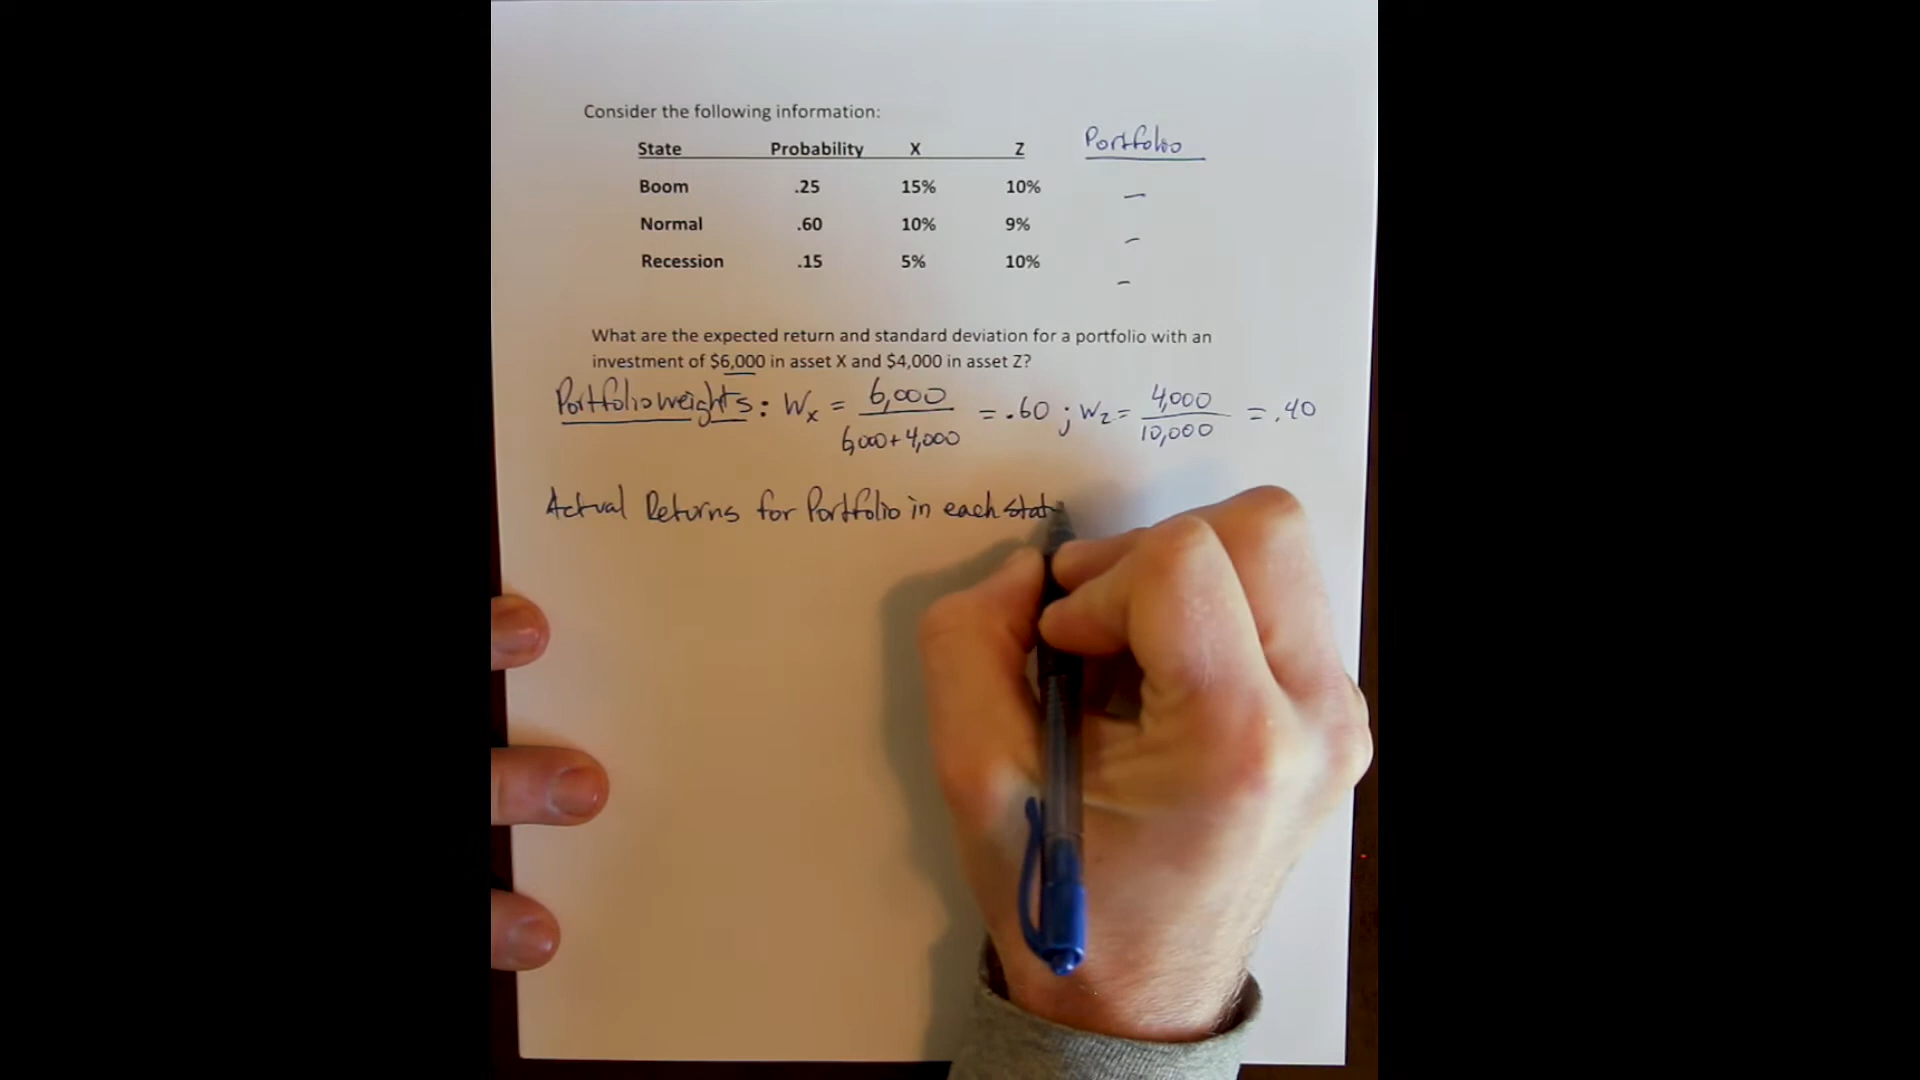 Consider the following information:
State Probability X Z Portfolio
Boom .25 15% 10% –
Normal .60 10% 9% –
Recession .15 5% 10% –
What are the expected return and standard deviation for a portfolio with an
investment of $6,000 in asset X and $4,000 in asset Z?
Portfolio weights: Wx = 6,000 / 6,000 + 4,000 = .60 ; Wz = 4,000 / 10,000 = .40
Actual Returns for Portfolio in each stat